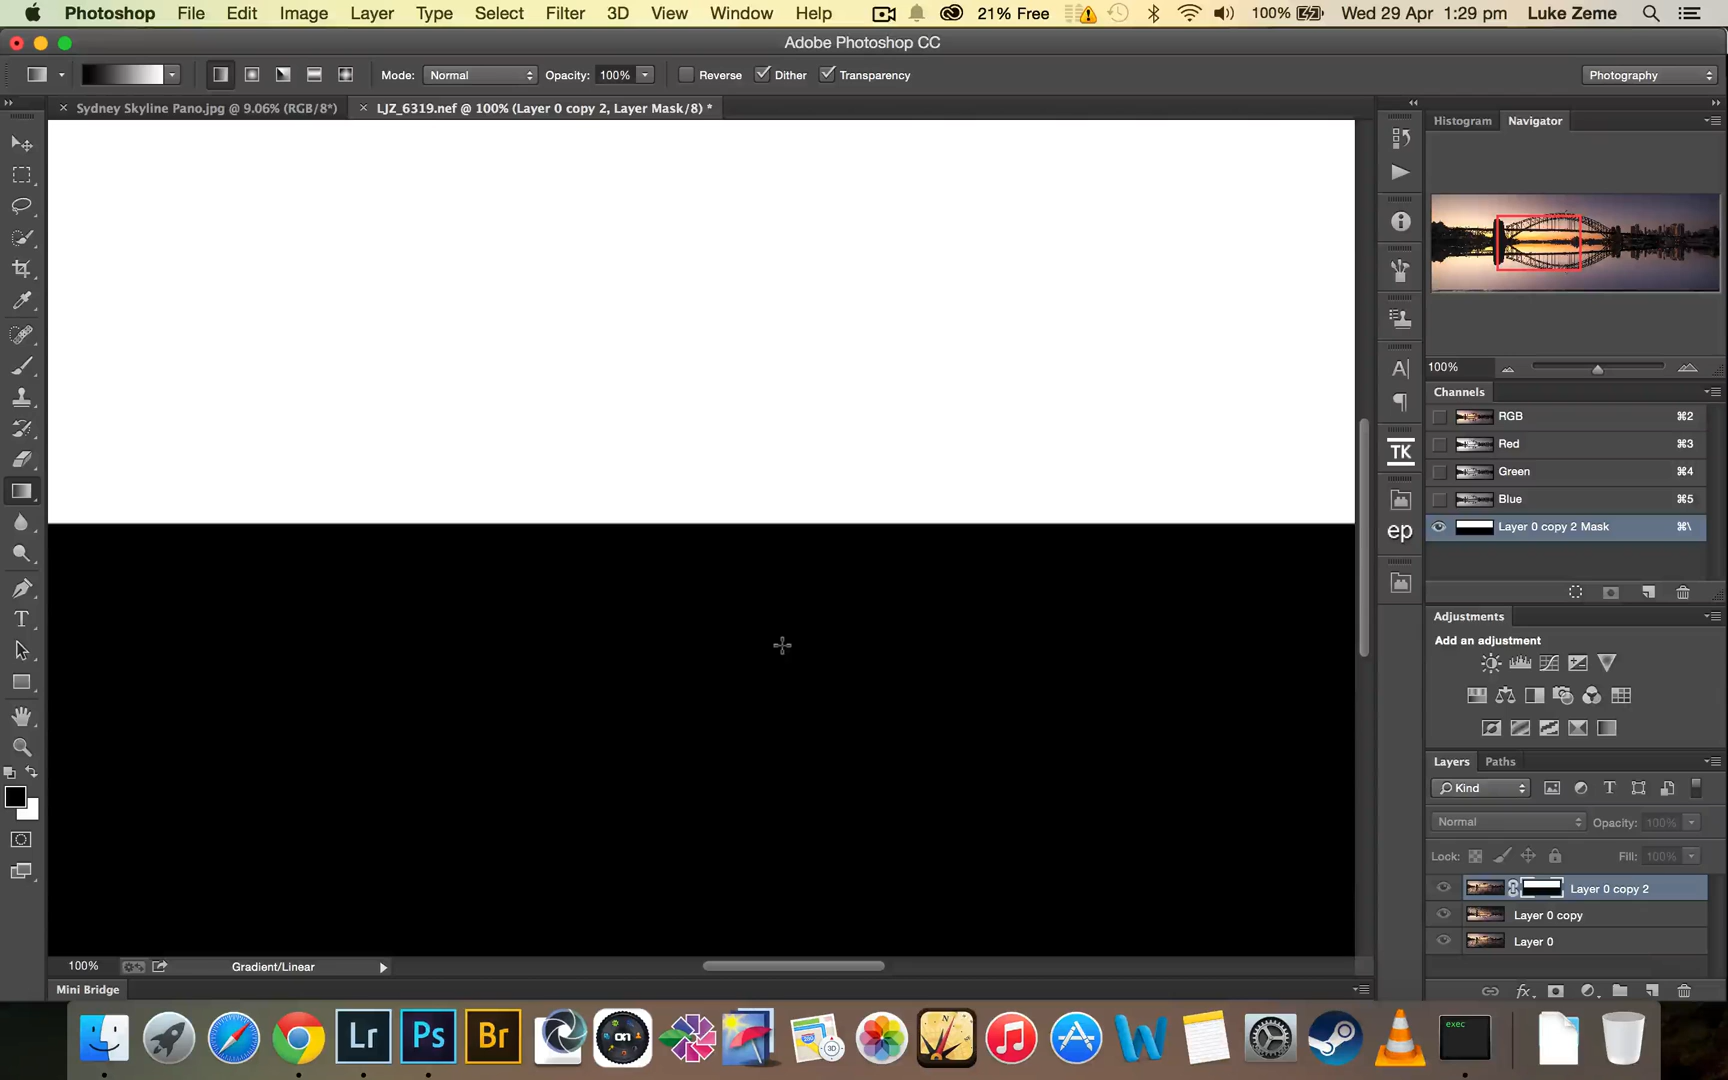 Photoshop File Edit Image Layer Type Select Filter 3D View Window Help 21% Free 100% Wed 29 Apr 1:29 pm Luke Zeme
Adobe Photoshop CC
Mode: Normal Opacity: 100% Reverse Dither Transparency Photography
Sydney Skyline Pano.jpg @ 9.06% (RGB/8*) LJZ_6319.nef @ 100% (Layer 0 copy 2, Layer Mask/8) *
Histogram Navigator
100%
Channels
RGB ⌘2
Red ⌘3
Green ⌘4
Blue ⌘5
Layer 0 copy 2 Mask ⌘\
TK
ep
Adjustments
Add an adjustment
Layers Paths
Kind
Normal Opacity: 100%
Lock: Fill: 100%
Layer 0 copy 2
Layer 0 copy
Layer 0
100% Gradient/Linear
Mini Bridge
Lr Ps Br on exec